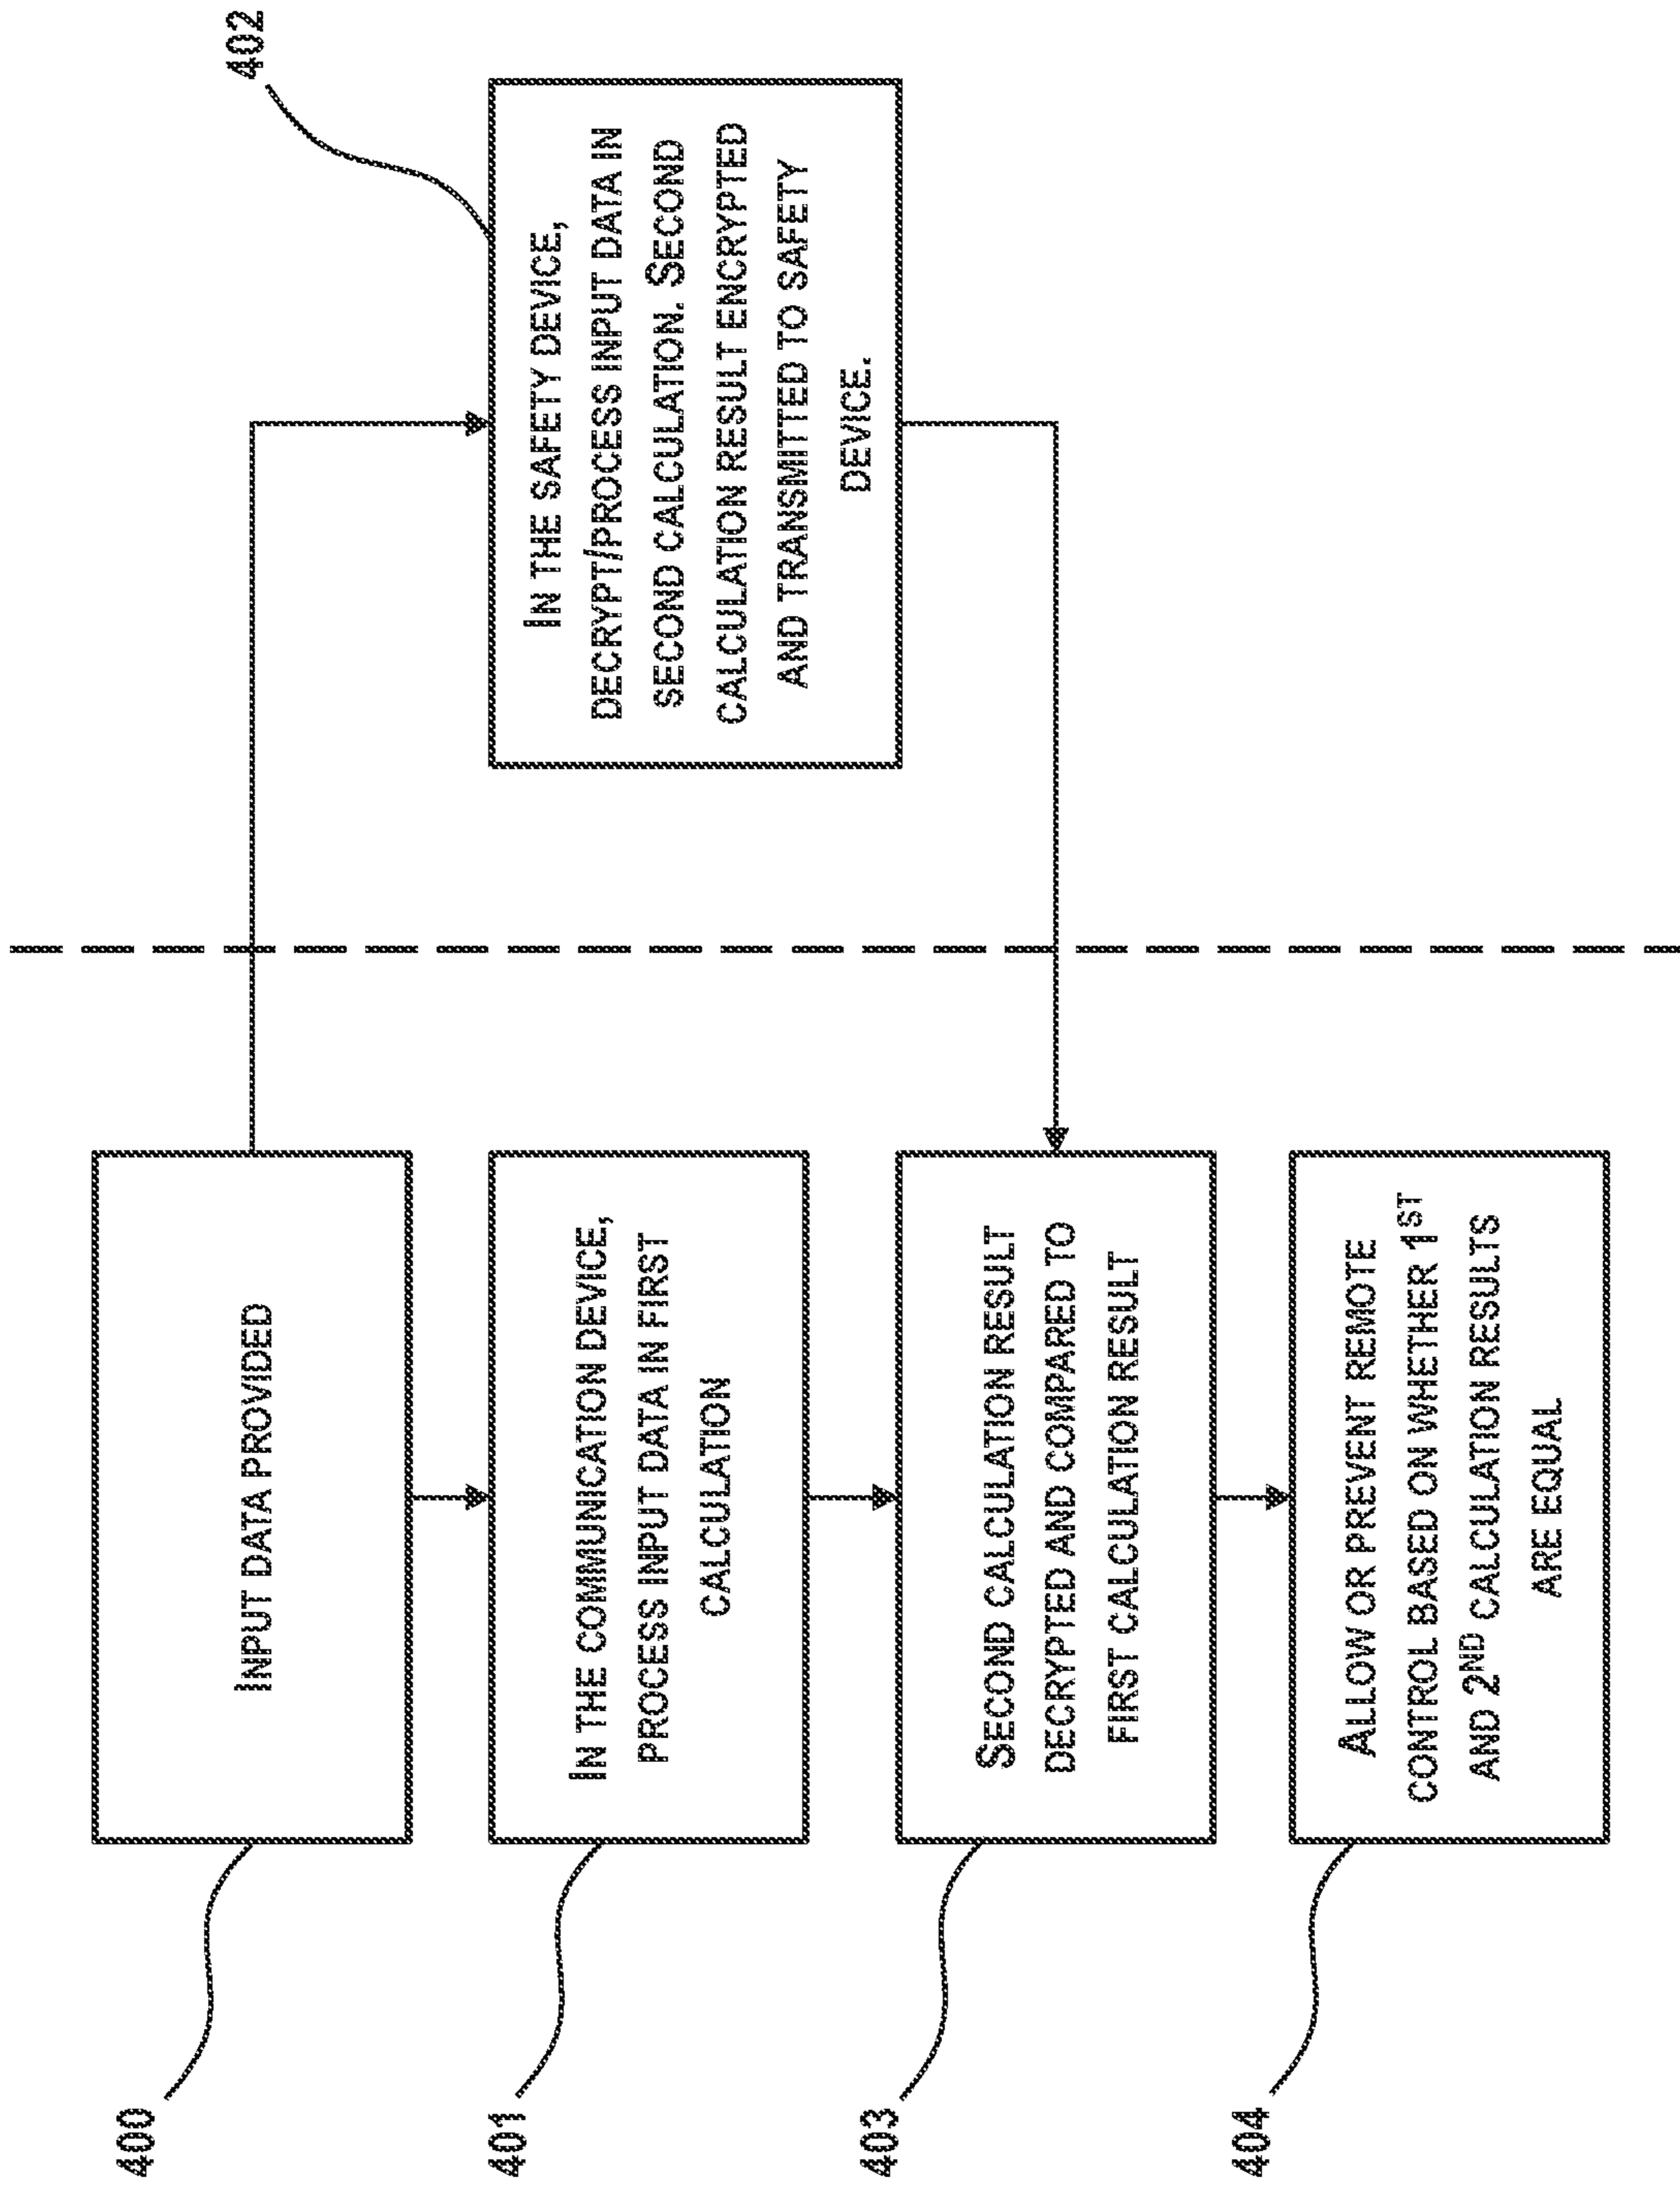 400
INPUT DATA PROVIDED
401
IN THE COMMUNICATION DEVICE,
PROCESS INPUT DATA IN FIRST
CALCULATION
402
IN THE SAFETY DEVICE,
DECRYPT/PROCESS INPUT DATA IN
SECOND CALCULATION. SECOND
CALCULATION RESULT ENCRYPTED
AND TRANSMITTED TO SAFETY
DEVICE.
403
SECOND CALCULATION RESULT
DECRYPTED AND COMPARED TO
FIRST CALCULATION RESULT
404
ALLOW OR PREVENT REMOTE
CONTROL BASED ON WHETHER 1ST
AND 2ND CALCULATION RESULTS
ARE EQUAL